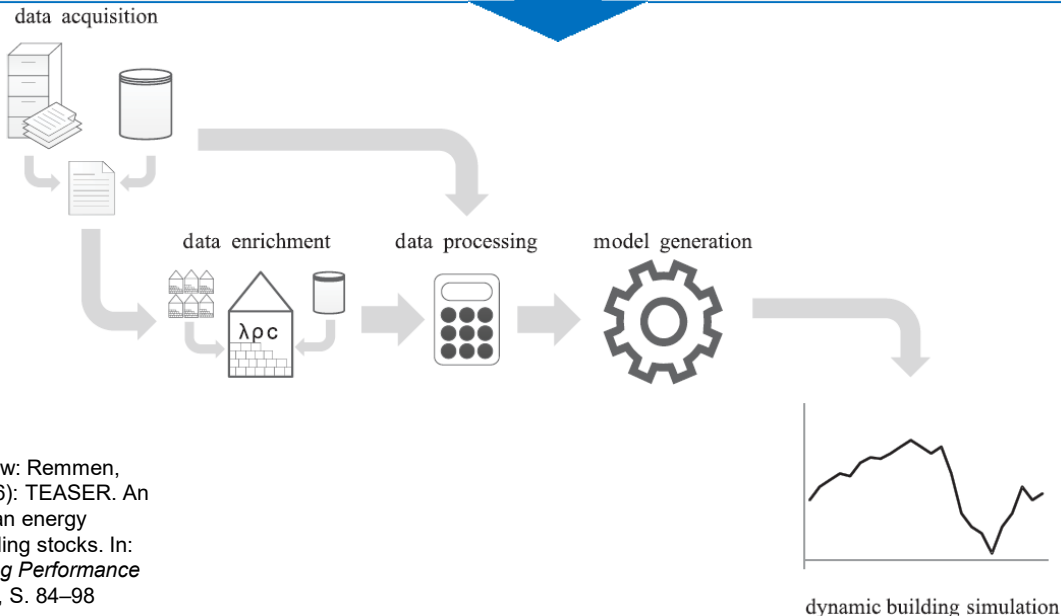 data acquisition
data enrichment
data processing
model generation
λρc
w: Remmen,
6): TEASER. An
an energy
ling stocks. In:
g Performance
, S. 84–98
dynamic building simulation